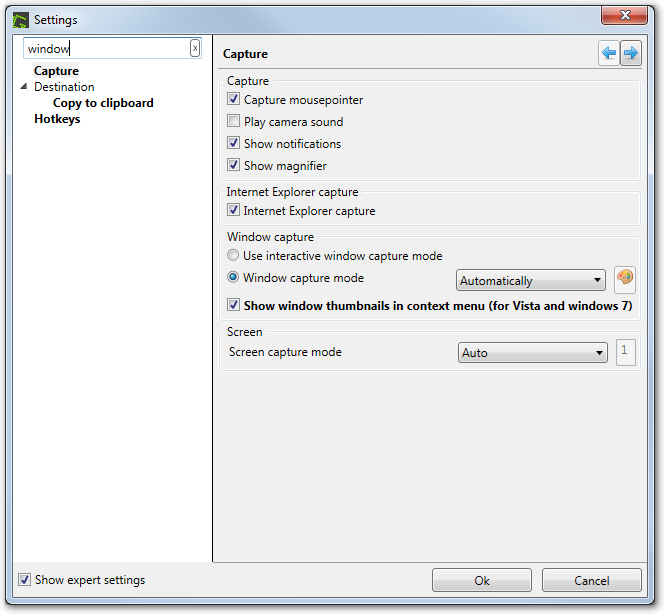 Settings
window
x
Capture
Destination
Copy to clipboard
Hotkeys
Capture
Capture
Capture mousepointer
Play camera sound
Show notifications
Show magnifier
Internet Explorer capture
Internet Explorer capture
Window capture
Use interactive window capture mode
Window capture mode
Automatically
Show window thumbnails in context menu (for Vista and windows 7)
Screen
Screen capture mode
Auto
1
Show expert settings
Ok
Cancel